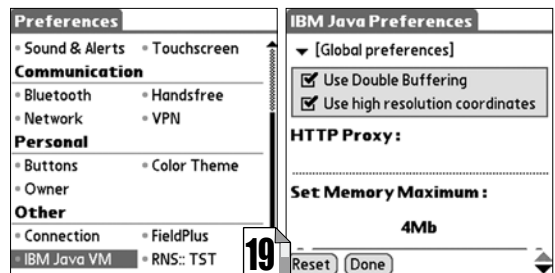 Preferences
Sound & Alerts • Touchscreen
Communication
Bluetooth • Handsfree
Network • VPN
Personal
Buttons • Color Theme
Owner
Other
Connection • FieldPlus
IBM Java VM • RNS:: TST
19
IBM Java Preferences
[Global preferences]
Use Double Buffering
Use high resolution coordinates
HTTP Proxy:
Set Memory Maximum:
4Mb
Reset Done